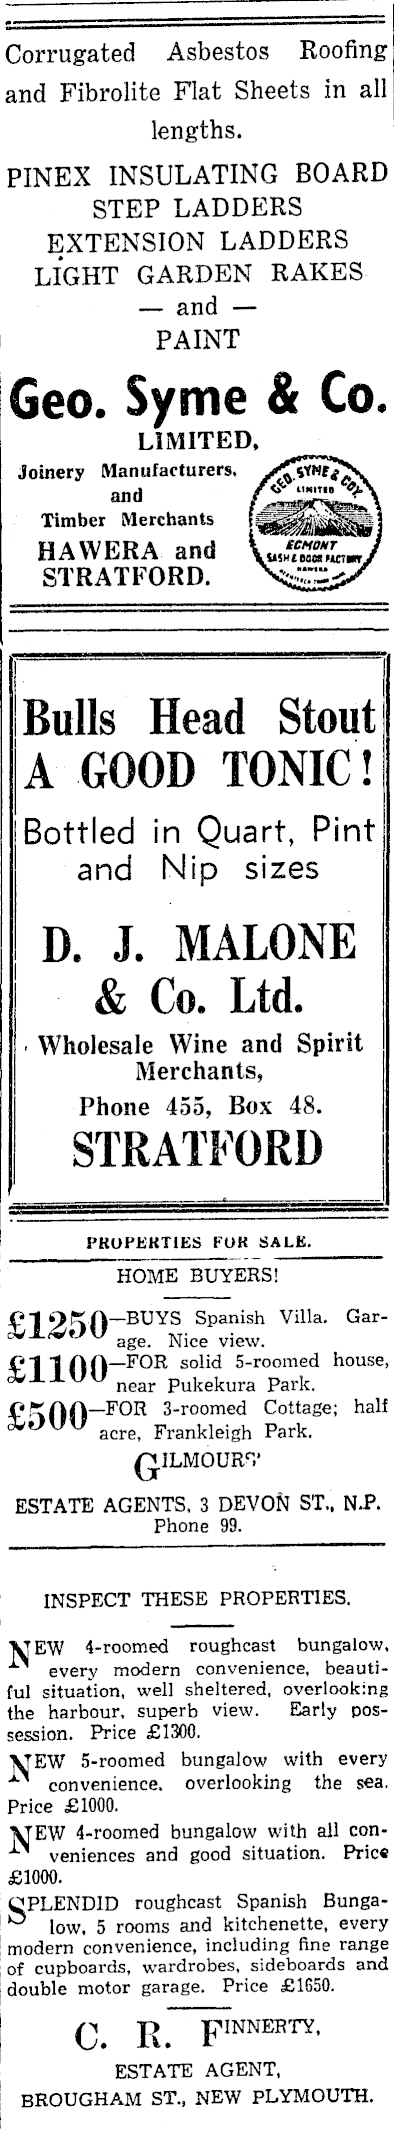 Corrugated Asbestos Roofing
and Fibrolite Flat Sheets in all
lengths.
PINEX INSULATING BOARD
STEP LADDERS
EXTENSION LADDERS
LIGHT GARDEN RAKES
— and —
PAINT
Geo. Syme & Co.
LIMITED,
Joinery Manufacturers,
and
Timber Merchants
HAWERA and
STRATFORD.
GEO. SYME & COY.
LIMITED
EGMONT
SASH & DOOR FACTORY
HAWERA
REGISTERED TRADE MARK
Bulls Head Stout
A GOOD TONIC!
Bottled in Quart, Pint
and Nip sizes
D. J. MALONE
& Co. Ltd.
Wholesale Wine and Spirit
Merchants,
Phone 455, Box 48.
STRATFORD
PROPERTIES FOR SALE.
HOME BUYERS!
£1250—BUYS Spanish Villa. Gar-
age. Nice view.
£1100—FOR solid 5-roomed house,
near Pukekura Park.
£500—FOR 3-roomed Cottage; half
acre, Frankleigh Park.
GILMOURS'
ESTATE AGENTS, 3 DEVON ST., N.P.
Phone 99.
INSPECT THESE PROPERTIES.
NEW 4-roomed roughcast bungalow,
every modern convenience, beauti-
ful situation, well sheltered, overlooking
the harbour, superb view. Early pos-
session. Price £1300.
NEW 5-roomed bungalow with every
convenience, overlooking the sea.
Price £1000.
NEW 4-roomed bungalow with all con-
veniences and good situation. Price
£1000.
SPLENDID roughcast Spanish Bunga-
low, 5 rooms and kitchenette, every
modern convenience, including fine range
of cupboards, wardrobes, sideboards and
double motor garage. Price £1650.
C. R. FINNERTY,
ESTATE AGENT,
BROUGHAM ST., NEW PLYMOUTH.